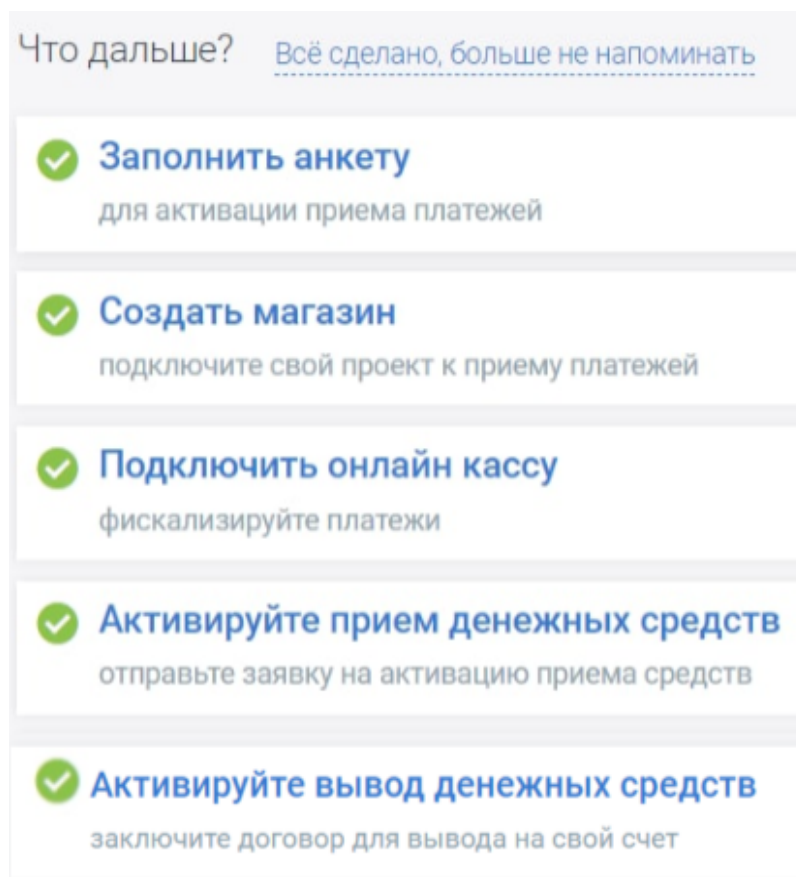 Что дальше? Всё сделано, больше не напоминать
Заполнить анкету
для активации приема платежей
Создать магазин
подключите свой проект к приему платежей
Подключить онлайн кассу
фискализируйте платежи
Активируйте прием денежных средств
отправьте заявку на активацию приема средств
Активируйте вывод денежных средств
заключите договор для вывода на свой счет